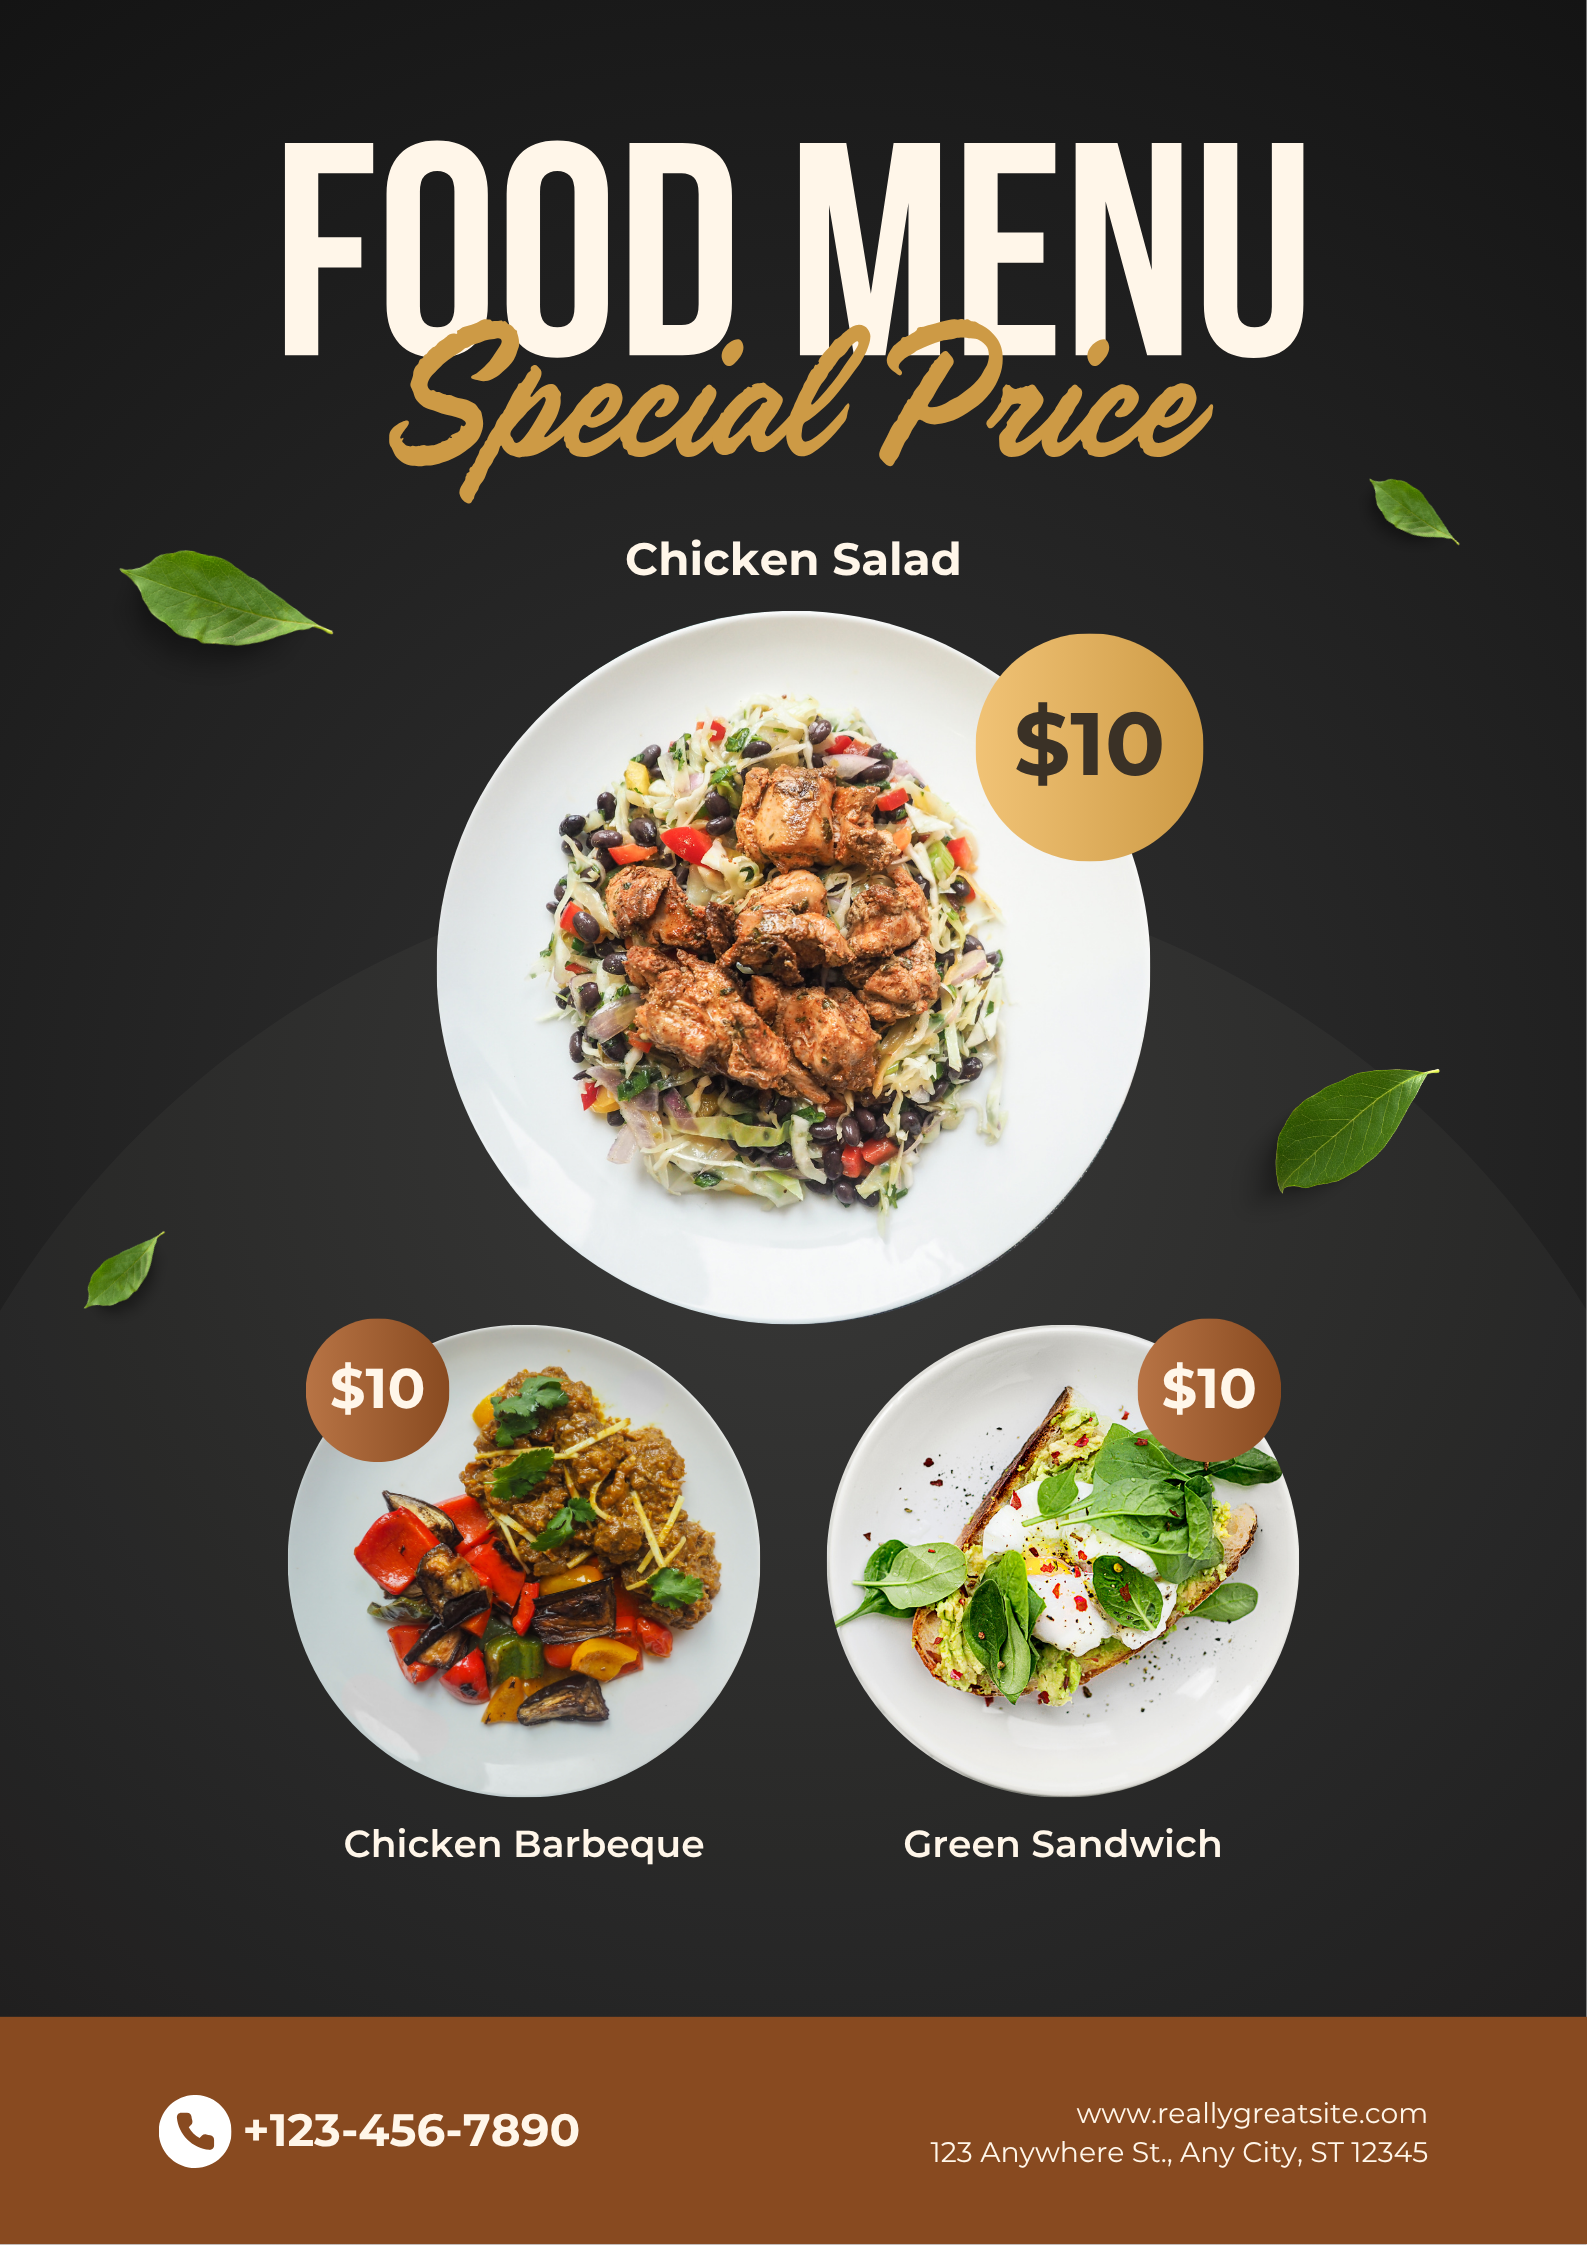 FOOD MENU
Special Price
Chicken Salad
$10
$10
$10
Chicken Barbeque
Green Sandwich
+123-456-7890
www.reallygreatsite.com
123 Anywhere St., Any City, ST 12345